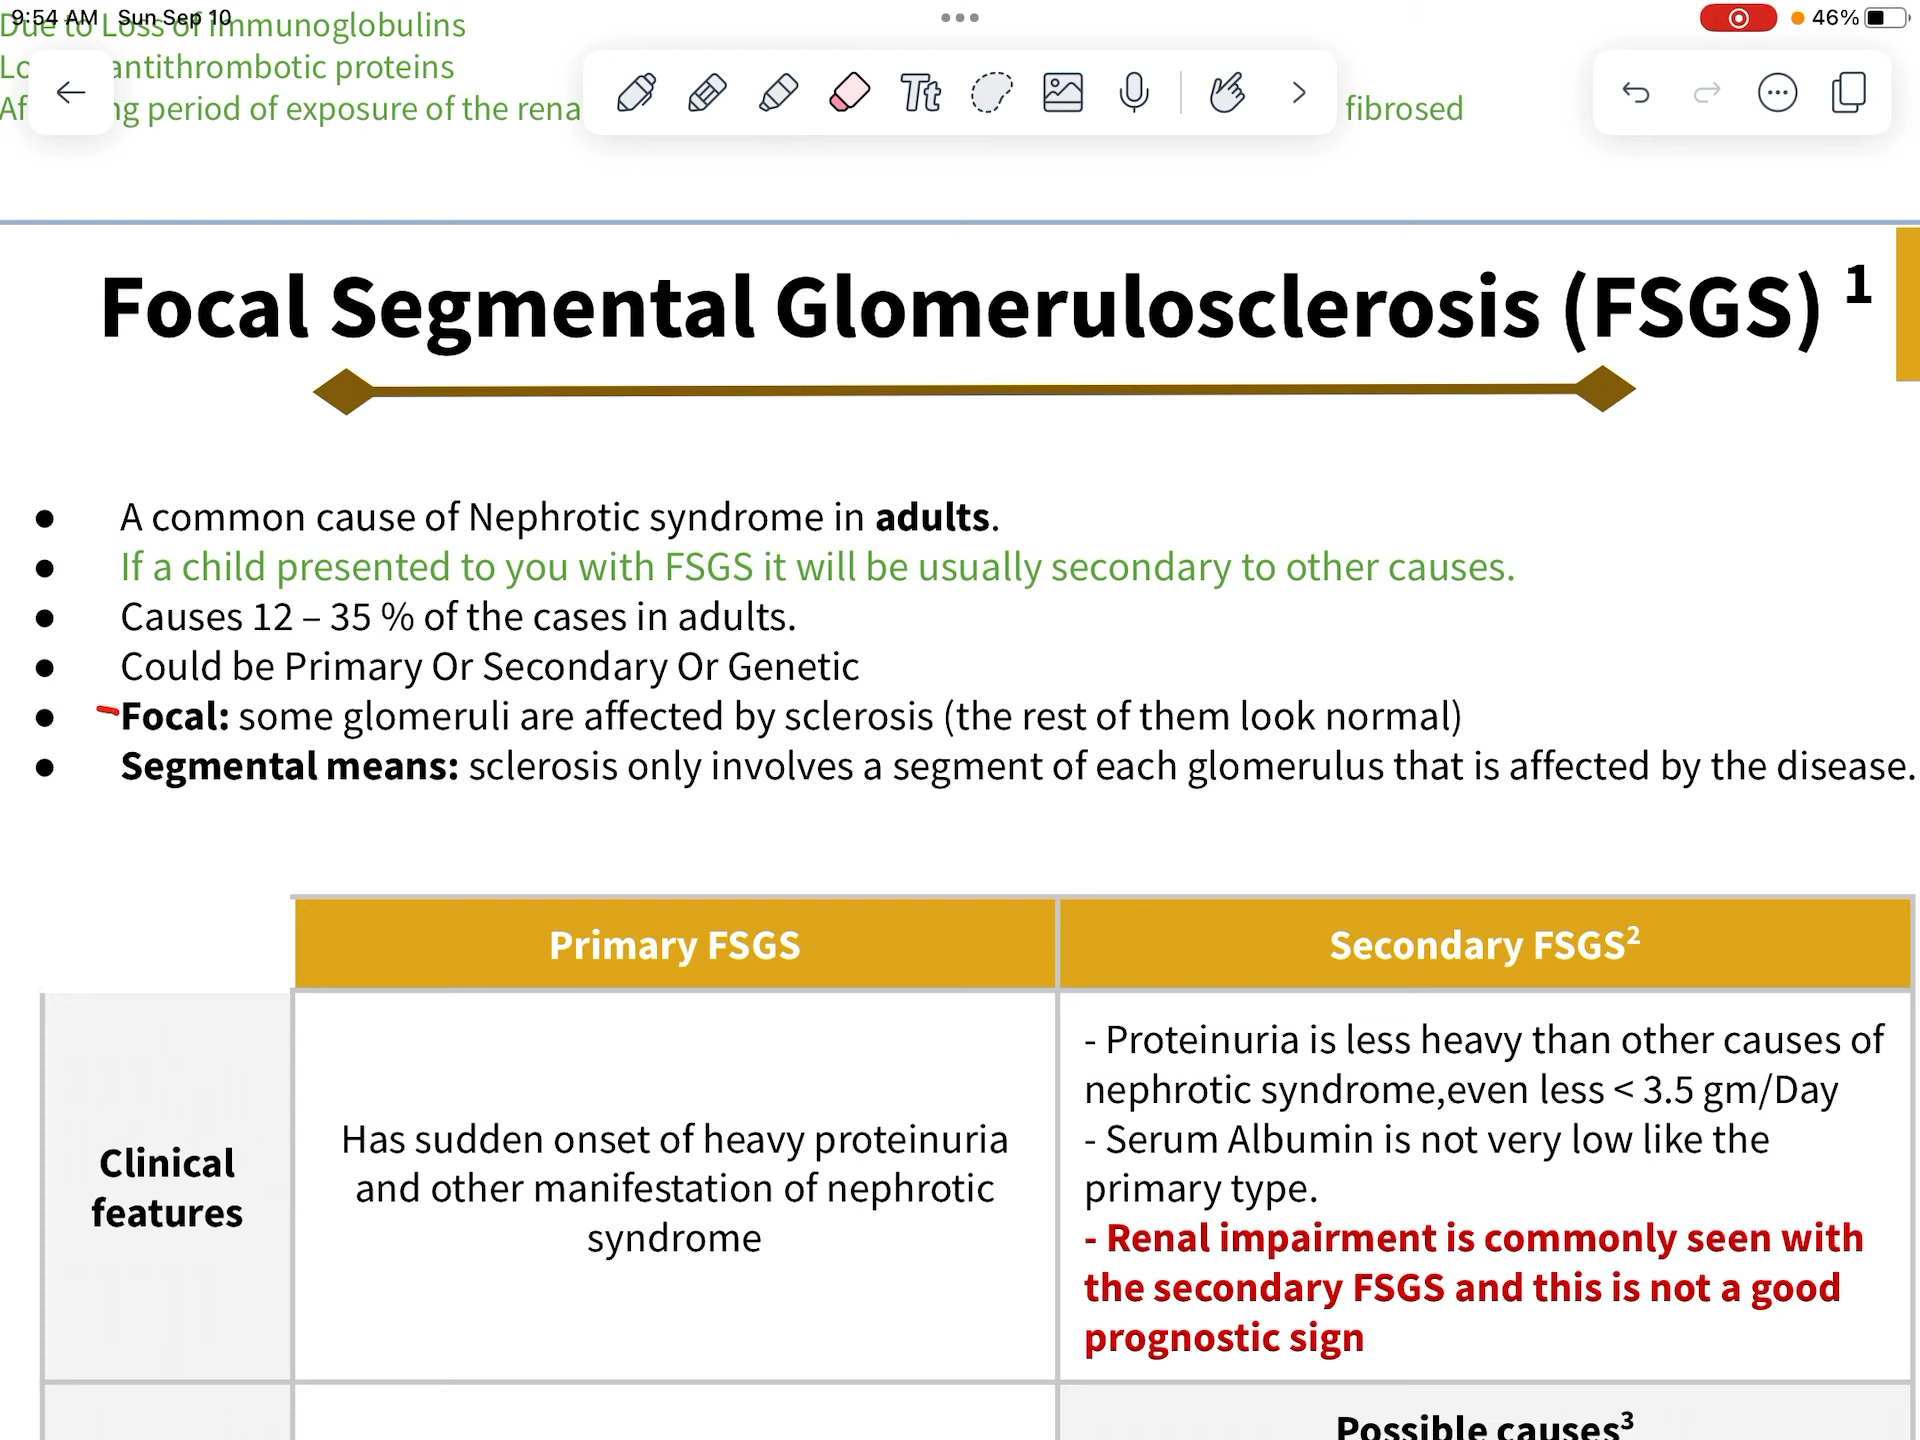 9:54 AM Sun Sep 10
46%
Due to Loss of immunoglobulins
antithrombotic proteins
period of exposure of the rena
fibrosed
Tt
Focal Segmental Glomerulosclerosis (FSGS) 1
● A common cause of Nephrotic syndrome in adults.
● If a child presented to you with FSGS it will be usually secondary to other causes.
● Causes 12 – 35 % of the cases in adults.
● Could be Primary Or Secondary Or Genetic
● Focal: some glomeruli are affected by sclerosis (the rest of them look normal)
● Segmental means: sclerosis only involves a segment of each glomerulus that is affected by the disease.
Primary FSGS
Secondary FSGS2
Clinical
features
Has sudden onset of heavy proteinuria
and other manifestation of nephrotic
syndrome
- Proteinuria is less heavy than other causes of
nephrotic syndrome,even less < 3.5 gm/Day
- Serum Albumin is not very low like the
primary type.
- Renal impairment is commonly seen with
the secondary FSGS and this is not a good
prognostic sign
Possible causes3